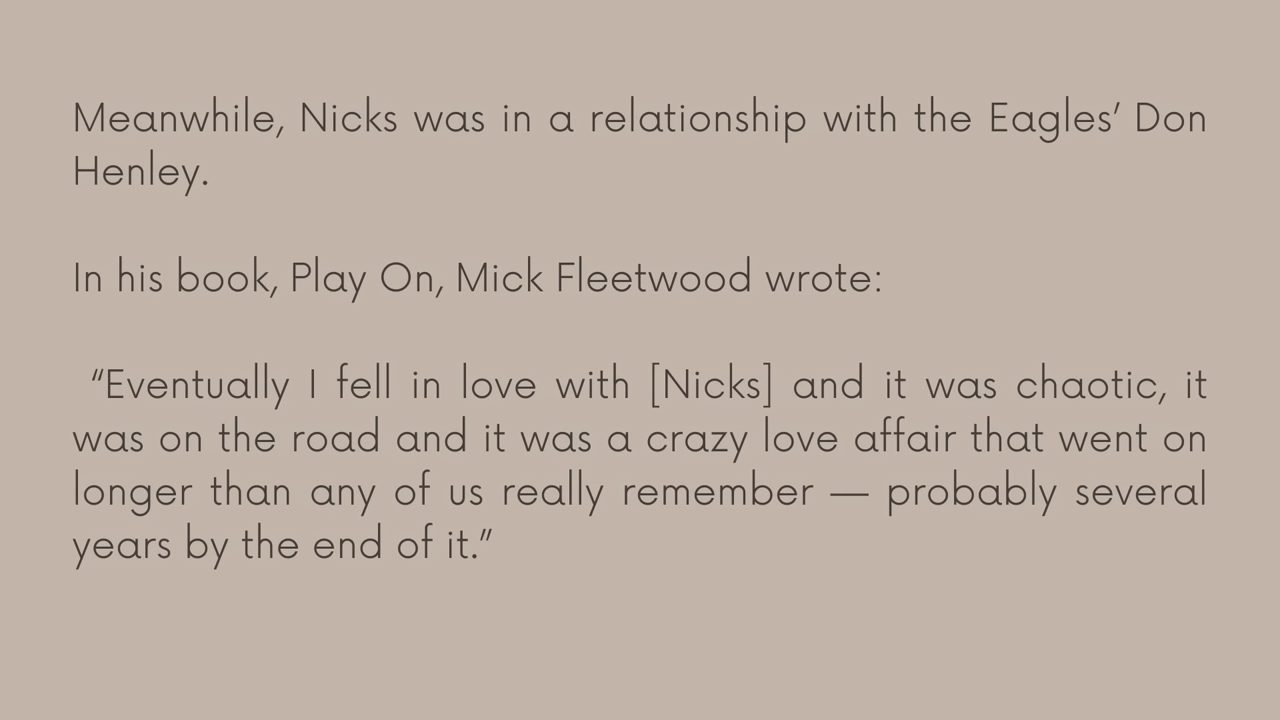 Meanwhile, Nicks was in a relationship with the Eagles’ Don
Henley.
In his book, Play On, Mick Fleetwood wrote:
“Eventually I fell in love with [Nicks] and it was chaotic, it
was on the road and it was a crazy love affair that went on
longer than any of us really remember — probably several
years by the end of it.”